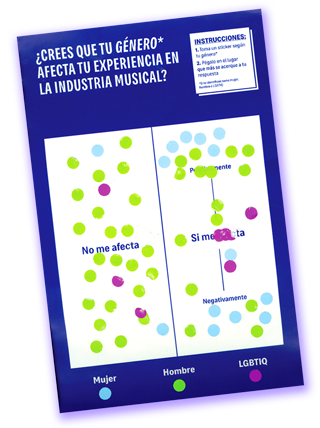 ¿CREES QUE TU GÉNERO*
AFECTA TU EXPERIENCIA EN
LA INDUSTRIA MUSICAL?
INSTRUCCIONES:
1. Toma un sticker según
tu género*
2. Pégalo en el lugar
que más se acerque a tu
respuesta
No me afecta
Si me
Negativamente
Mujer
Hombre
LGBTIQ